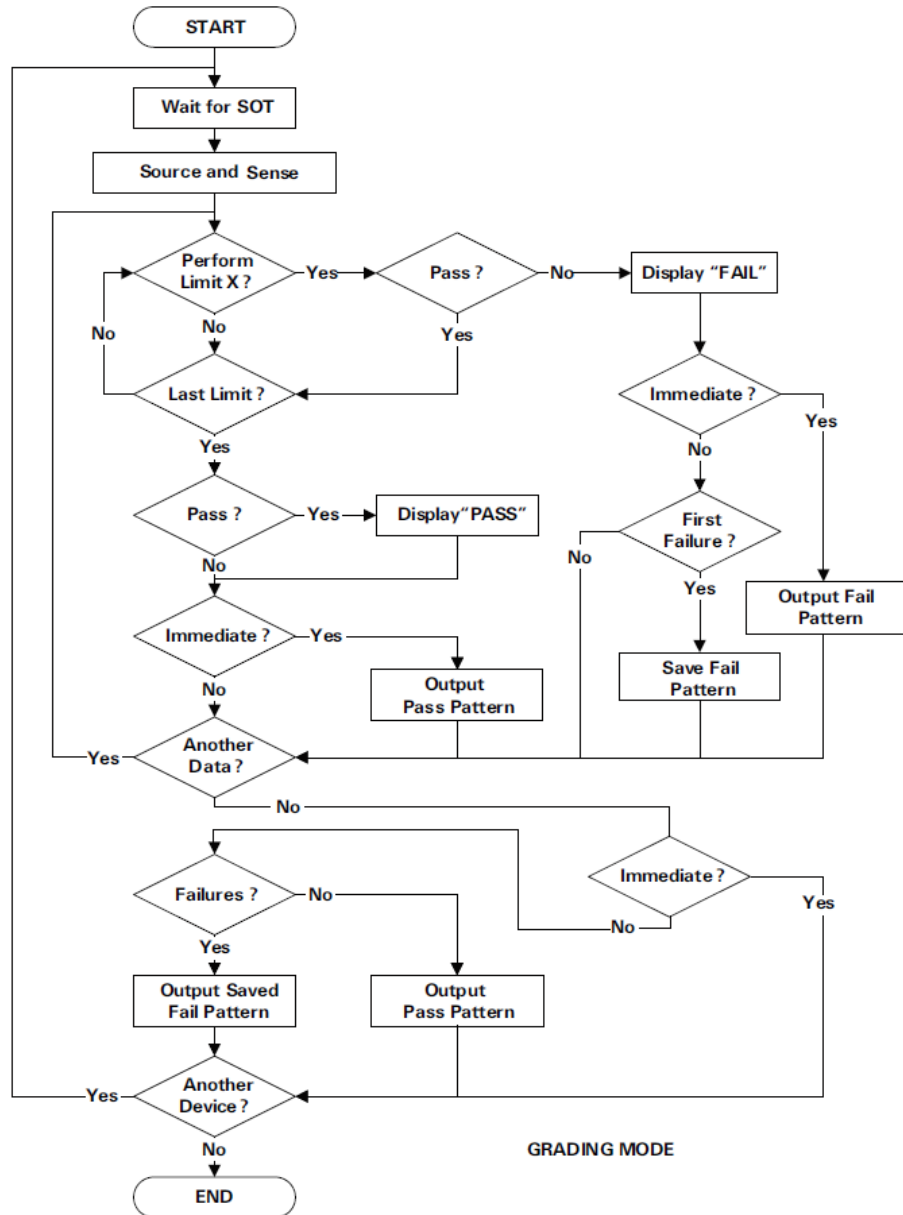 START
Wait for SOT
Source and Sense
Perform
Limit X ?
Yes
Pass ?
No
Display “FAIL”
No
No
Yes
Last Limit ?
Immediate ?
Yes
Yes
No
Pass ?
Yes
Display“PASS”
First
Failure ?
No
No
Yes
Output Fail
Pattern
Immediate ?
Yes
Save Fail
Pattern
No
Output
Pass Pattern
Yes
Another
Data ?
No
Immediate ?
Yes
Failures ?
No
No
Yes
Output Saved
Fail Pattern
Output
Pass Pattern
Yes
Another
Device ?
No
GRADING MODE
END